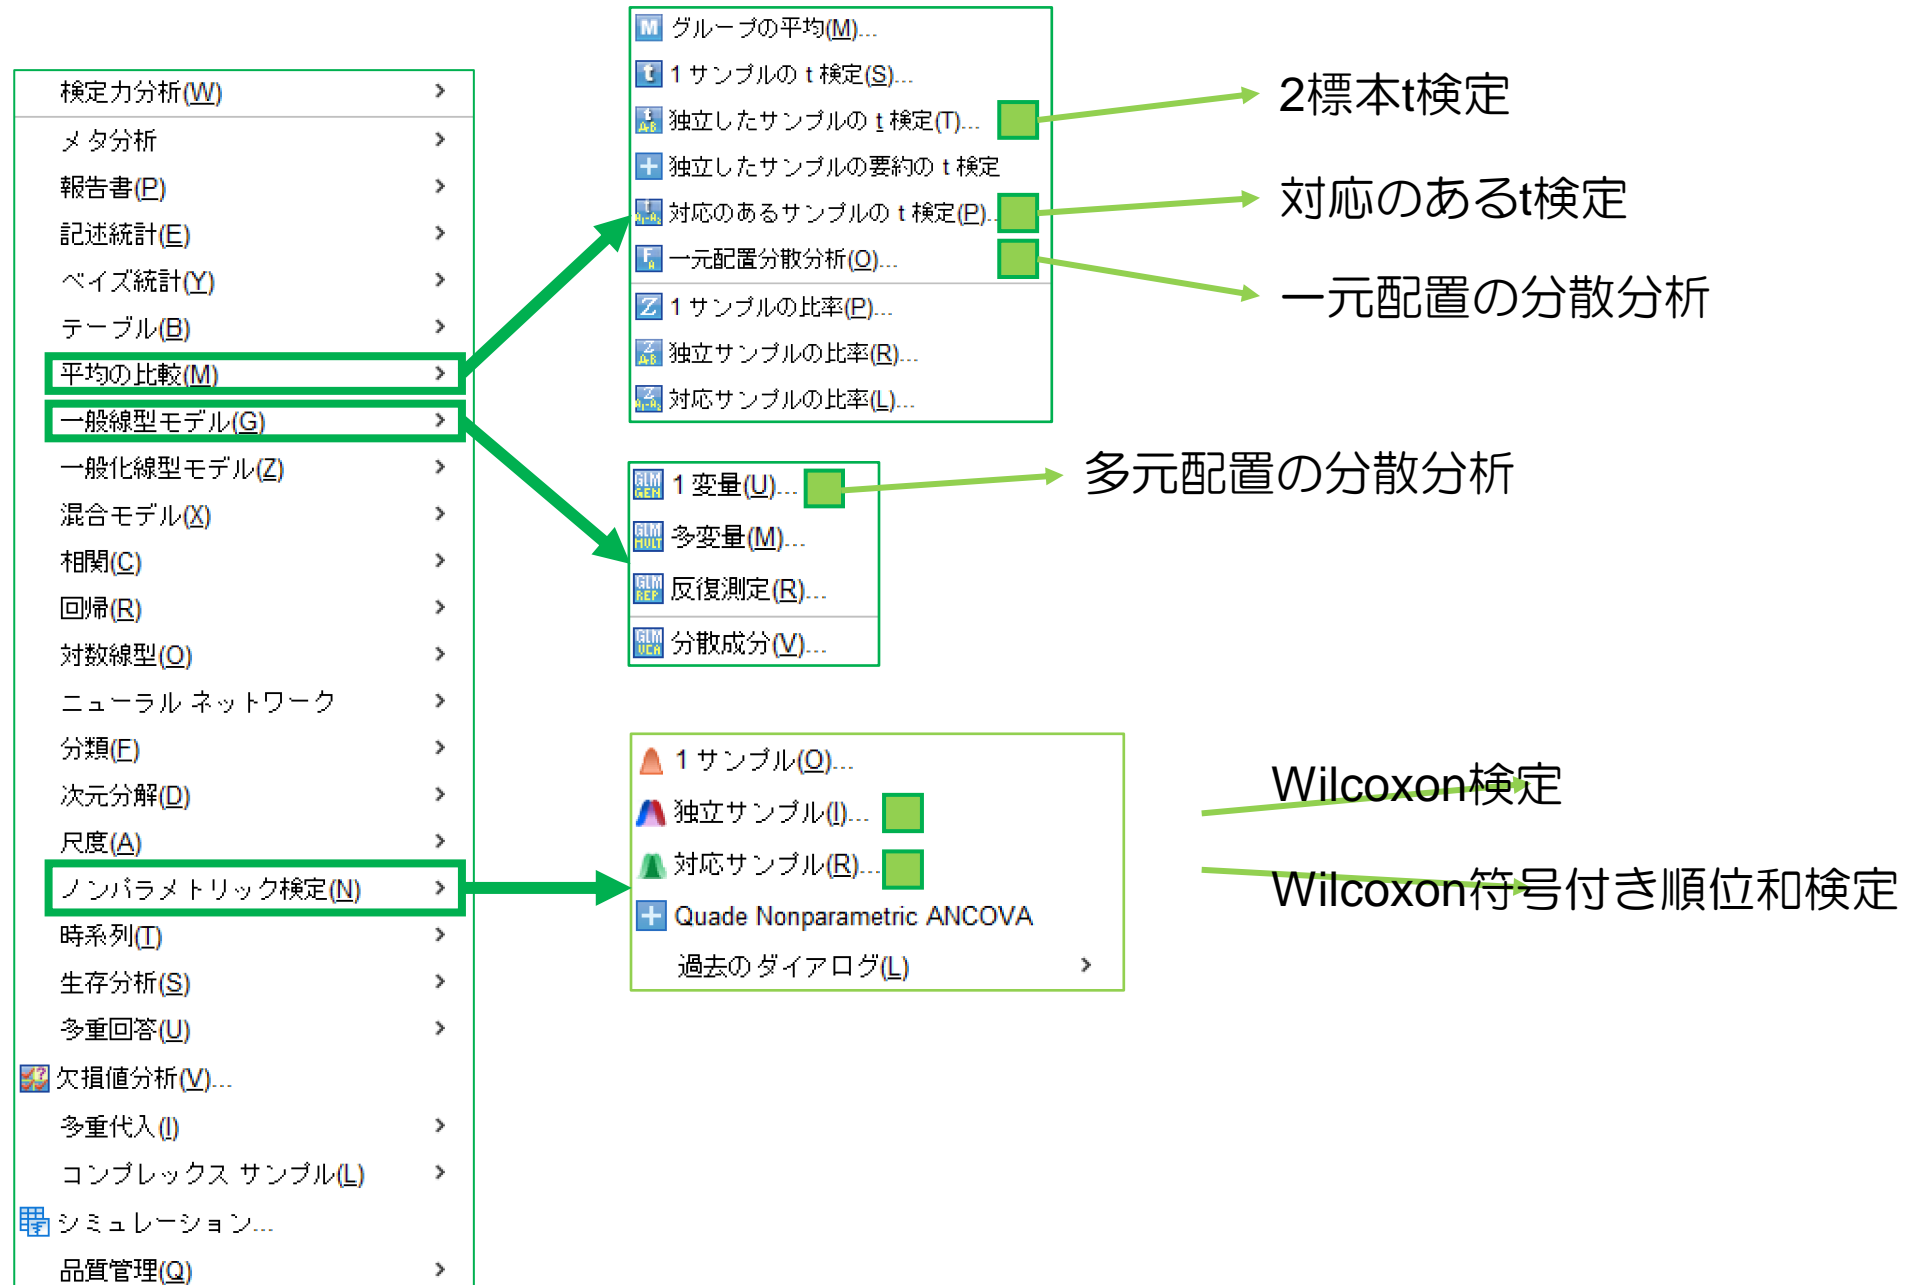 検定力分析(W)
メタ分析
報告書(P)
記述統計(E)
ベイズ統計(Y)
テーブル(B)
平均の比較(M)
一般線型モデル(G)
一般化線型モデル(Z)
混合モデル(X)
相関(C)
回帰(R)
対数線型(O)
ニューラル ネットワーク
分類(F)
次元分解(D)
尺度(A)
ノンパラメトリック検定(N)
時系列(T)
生存分析(S)
多重回答(U)
欠損値分析(V)...
多重代入(I)
コンプレックス サンプル(L)
シミュレーション...
品質管理(Q)
グループの平均(M)...
1 サンプルの t 検定(S)...
独立したサンプルの t 検定(T)...
独立したサンプルの要約の t 検定
対応のあるサンプルの t 検定(P)...
一元配置分散分析(O)...
1 サンプルの比率(P)...
独立サンプルの比率(R)...
対応サンプルの比率(L)...
2標本t検定
対応のあるt検定
一元配置の分散分析
1 変量(U)...
多変量(M)...
反復測定(R)...
分散成分(V)...
多元配置の分散分析
1 サンプル(O)...
独立サンプル(I)...
対応サンプル(R)...
Quade Nonparametric ANCOVA
過去のダイアログ(L)
Wilcoxon検定
Wilcoxon符号付き順位和検定